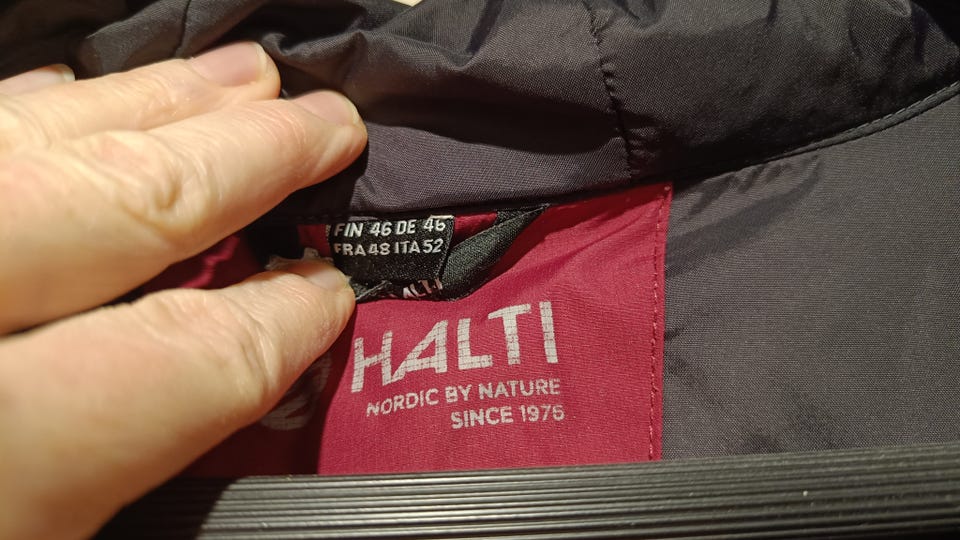 FIN 46 DE 46
FRA 48 ITA 52
HALTI
NORDIC BY NATURE
SINCE 1976